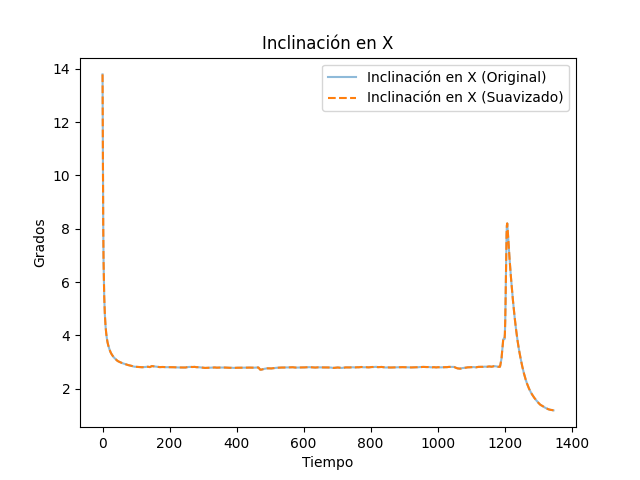 Inclinación en X
Inclinación en X (Original)
Inclinación en X (Suavizado)
14
12
10
8
6
4
2
Grados
0 200 400 600 800 1000 1200 1400
Tiempo